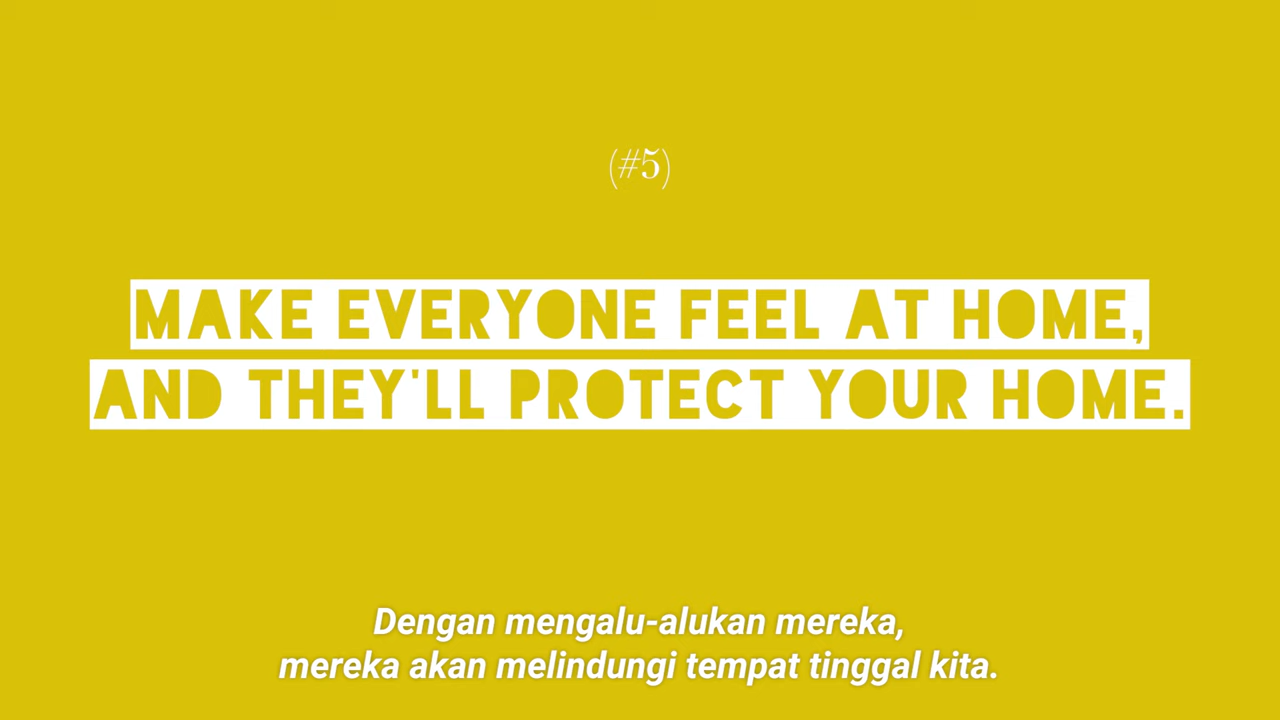 (#5)
MAKE EVERYONE FEEL AT HOME,
AND THEY'LL PROTECT YOUR HOME.
Dengan mengalu-alukan mereka,
mereka akan melindungi tempat tinggal kita.